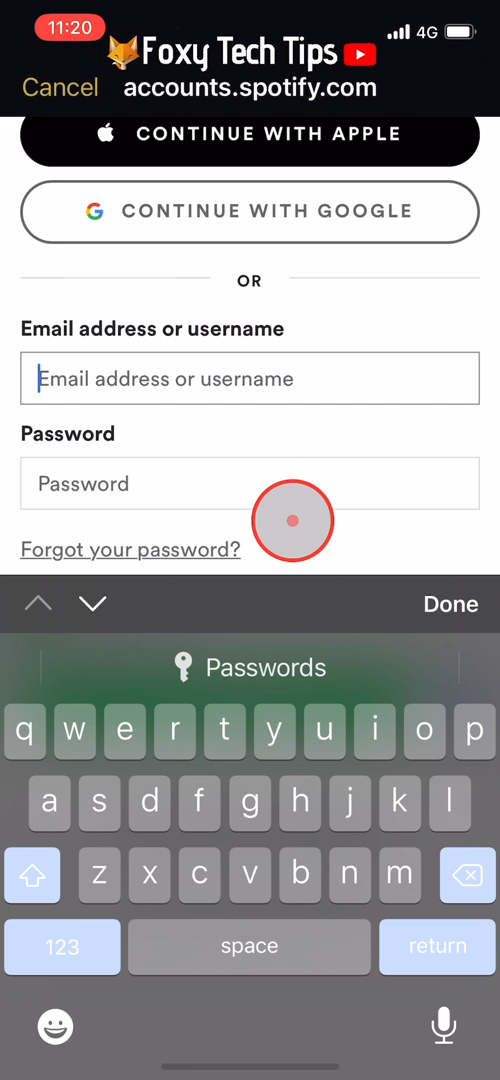 11:20
4G
Foxy Tech Tips
Cancel
accounts.spotify.com
CONTINUE WITH APPLE
CONTINUE WITH GOOGLE
OR
Email address or username
Email address or username
Password
Password
Forgot your password?
Done
Passwords
q w e r t y u i o p
a s d f g h j k l
z x c v b n m
123 space return